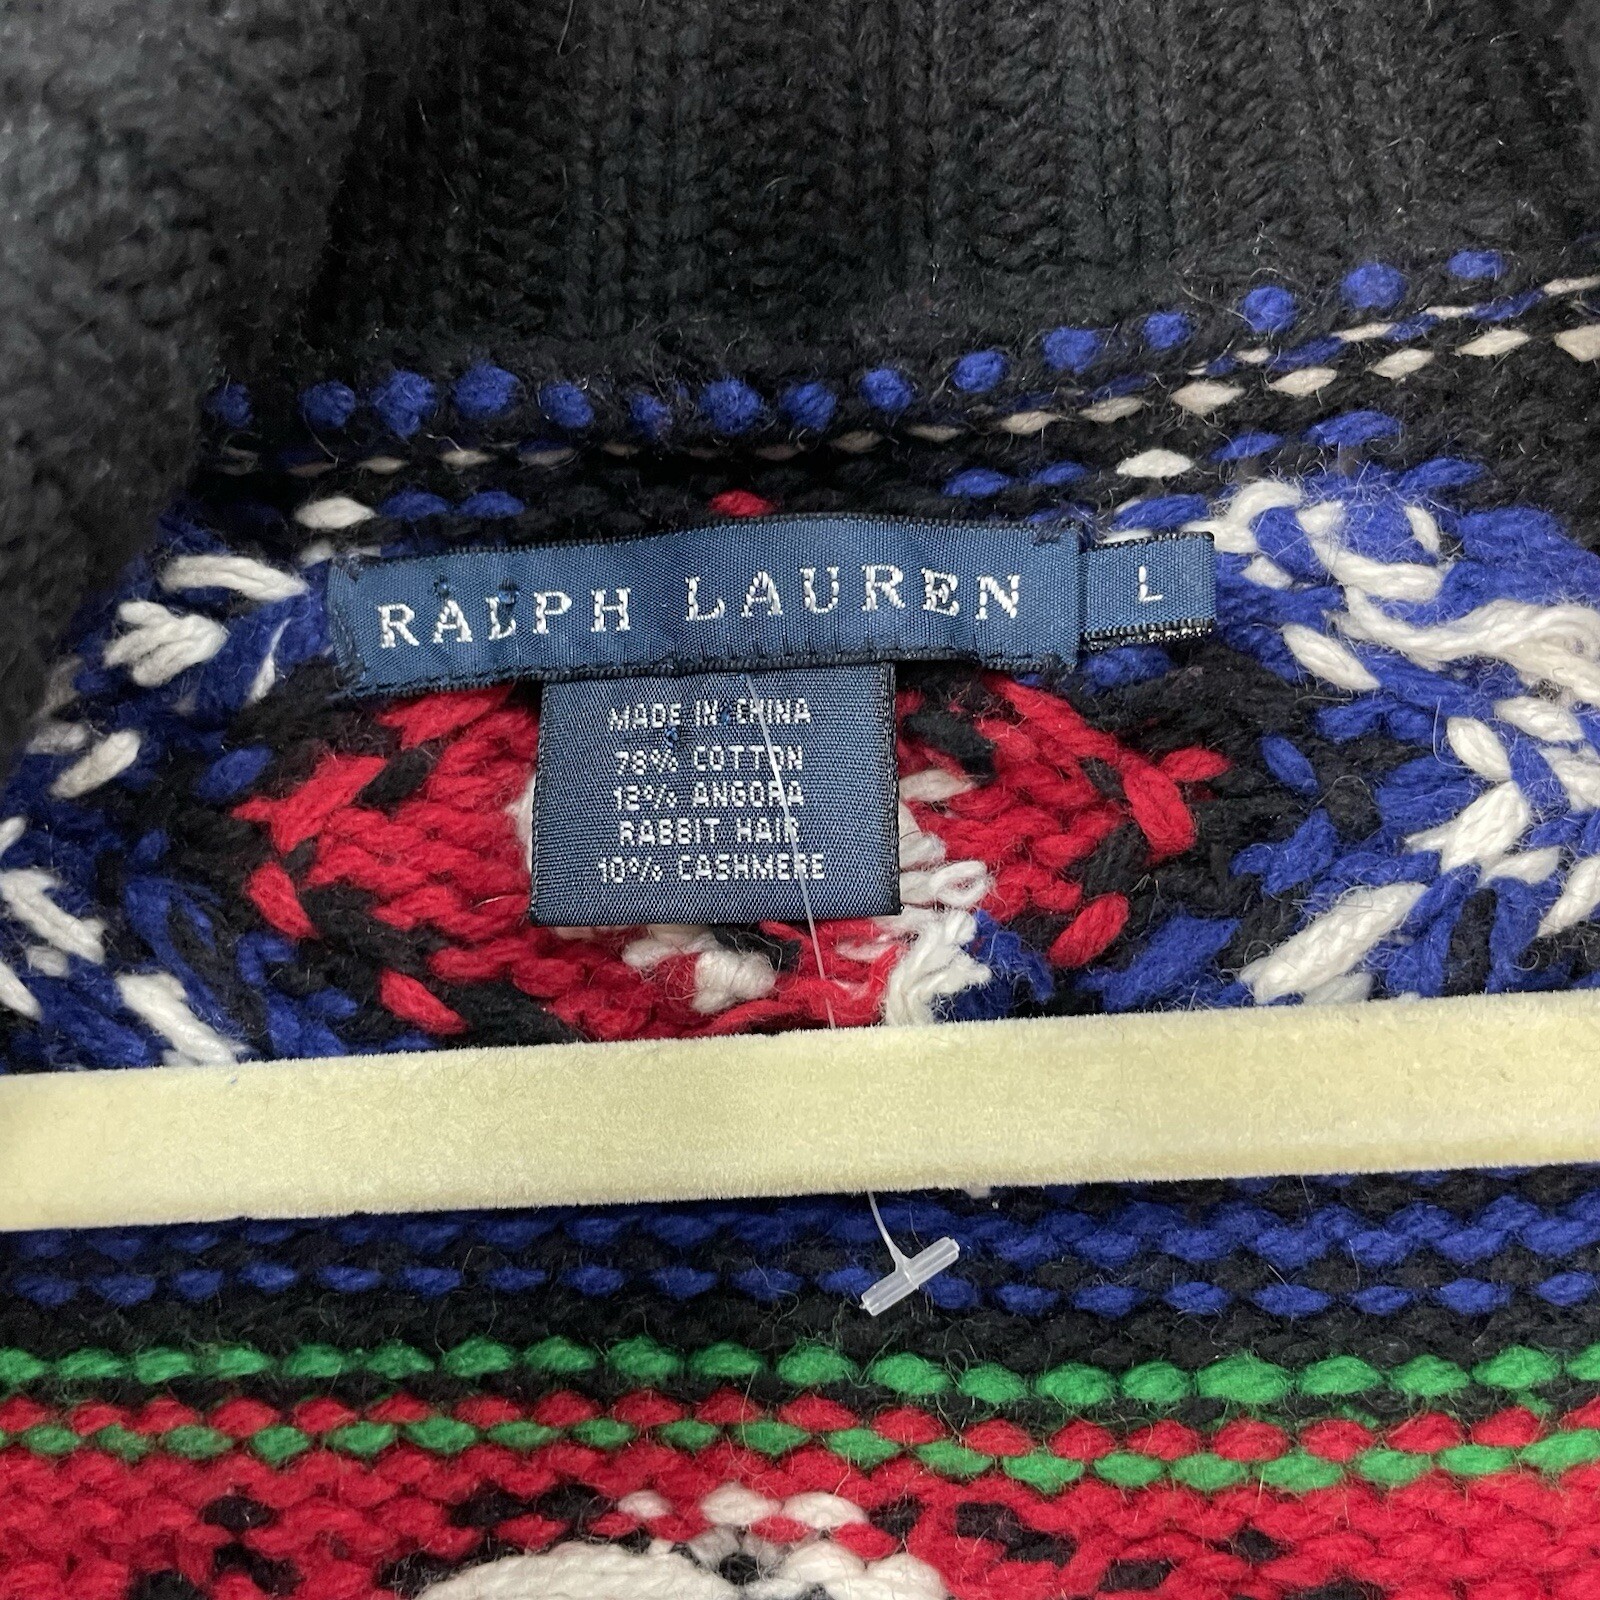 RALPH LAUREN
L
MADE IN CHINA
78% COTTON
12% ANGORA
RABBIT HAIR
10% CASHMERE